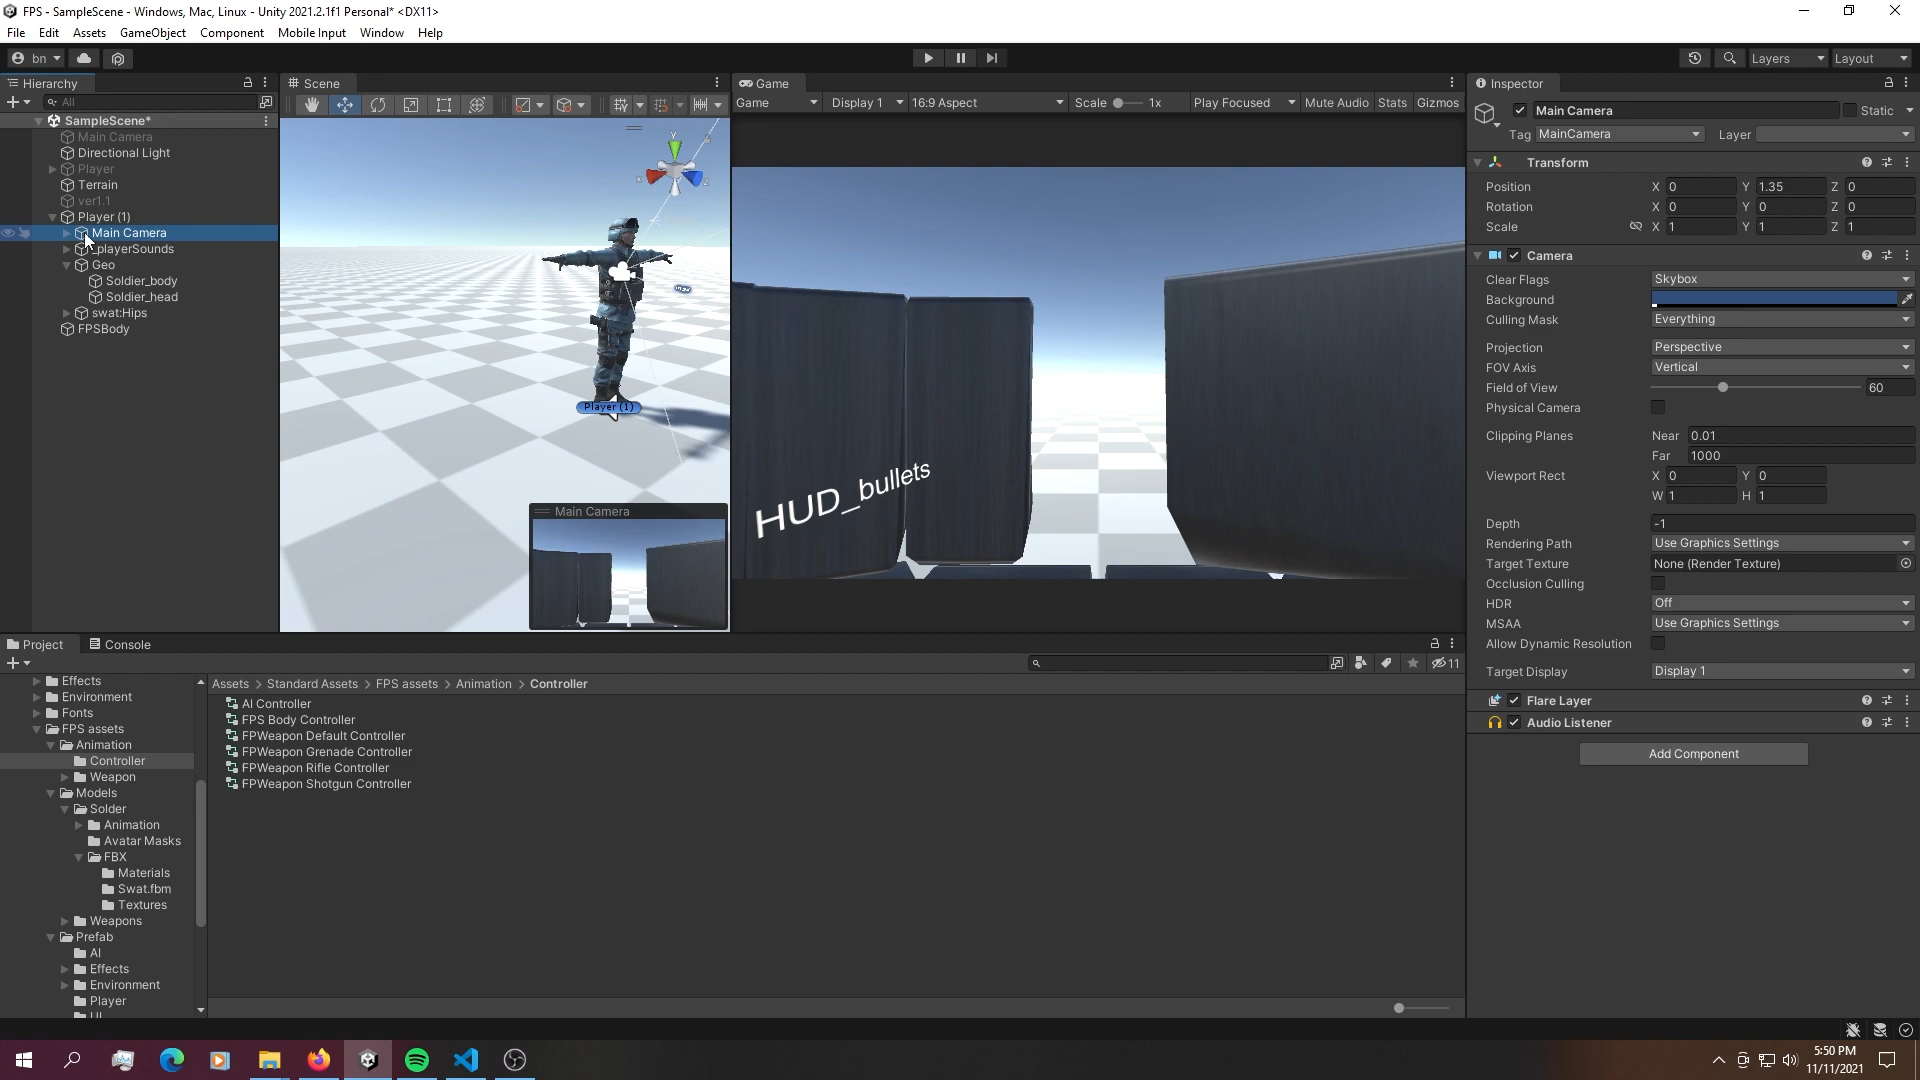 FPS - SampleScene - Windows, Mac, Linux - Unity 2021.2.1f1 Personal* <DX11>
File Edit Assets GameObject Component Mobile Input Window Help
bn
Layers Layout
Hierarchy
All
SampleScene*
Main Camera
Directional Light
Player
Terrain
ver1.1
Player (1)
Main Camera
_playerSounds
Geo
Soldier_body
Soldier_head
swat:Hips
FPSBody
Scene
y
x
z
Player (1)
Main Camera
Game
Game Display 1 16:9 Aspect Scale 1x Play Focused Mute Audio Stats Gizmos
HUD_bullets
Inspector
Main Camera Static
Tag MainCamera Layer
Transform
Position X 0 Y 1.35 Z 0
Rotation X 0 Y 0 Z 0
Scale X 1 Y 1 Z 1
Camera
Clear Flags Skybox
Background
Culling Mask Everything
Projection Perspective
FOV Axis Vertical
Field of View 60
Physical Camera
Clipping Planes Near 0.01
Far 1000
Viewport Rect X 0 Y 0
W 1 H 1
Depth -1
Rendering Path Use Graphics Settings
Target Texture None (Render Texture)
Occlusion Culling
HDR Off
MSAA Use Graphics Settings
Allow Dynamic Resolution
Target Display Display 1
Flare Layer
Audio Listener
Add Component
Project Console
11
Effects
Environment
Fonts
FPS assets
Animation
Controller
Weapon
Models
Solder
Animation
Avatar Masks
FBX
Materials
Swat.fbm
Textures
Weapons
Prefab
AI
Effects
Environment
Player
UI
Assets > Standard Assets > FPS assets > Animation > Controller
AI Controller
FPS Body Controller
FPWeapon Default Controller
FPWeapon Grenade Controller
FPWeapon Rifle Controller
FPWeapon Shotgun Controller
5:50 PM
11/11/2021